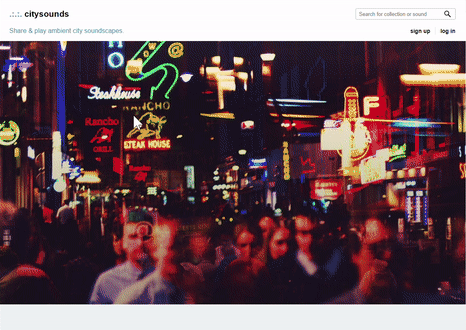 .:.:. citysounds
Search for collection or sound
Share & play ambient city soundscapes
sign up
log in
Steakhouse
RANCHO
Rancho
GRILL
STEAK HOUSE
F